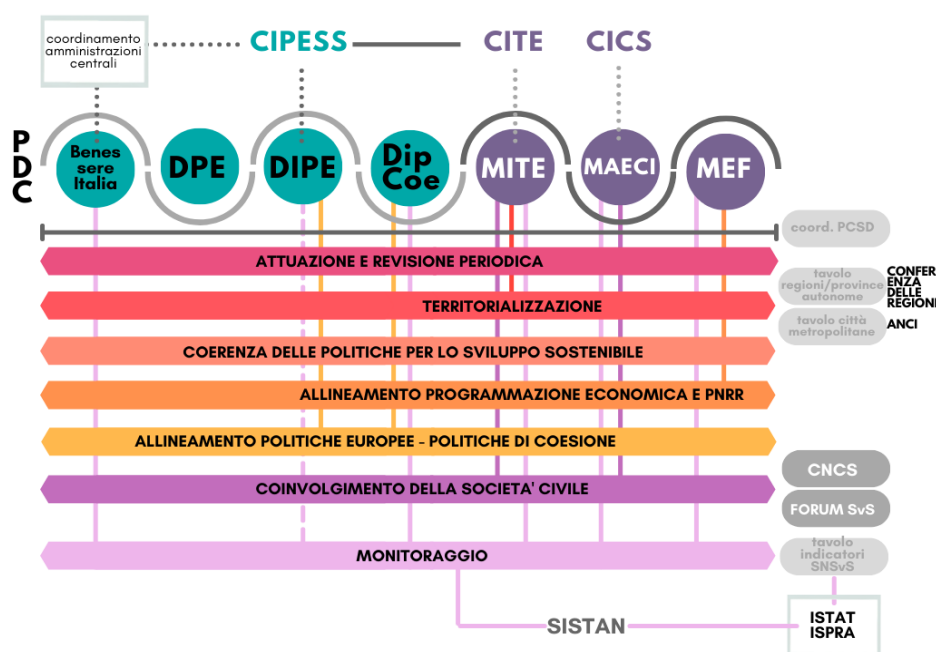 coordinamento
amministrazioni
centrali
CIPESS
CITE
CICS
PDC
Benes
sere
Italia
DPE
DIPE
Dip
Coe
MITE
MAECI
MEF
coord. PCSD
ATTUAZIONE E REVISIONE PERIODICA
tavolo
regioni/province
autonome
CONFER
ENZA
DELLE
REGIONI
TERRITORIALIZZAZIONE
tavolo città
metropolitane
ANCI
COERENZA DELLE POLITICHE PER LO SVILUPPO SOSTENIBILE
ALLINEAMENTO PROGRAMMAZIONE ECONOMICA E PNRR
ALLINEAMENTO POLITICHE EUROPEE - POLITICHE DI COESIONE
CNCS
COINVOLGIMENTO DELLA SOCIETA' CIVILE
FORUM SvS
MONITORAGGIO
tavolo
indicatori
SNSvS
SISTAN
ISTAT
ISPRA